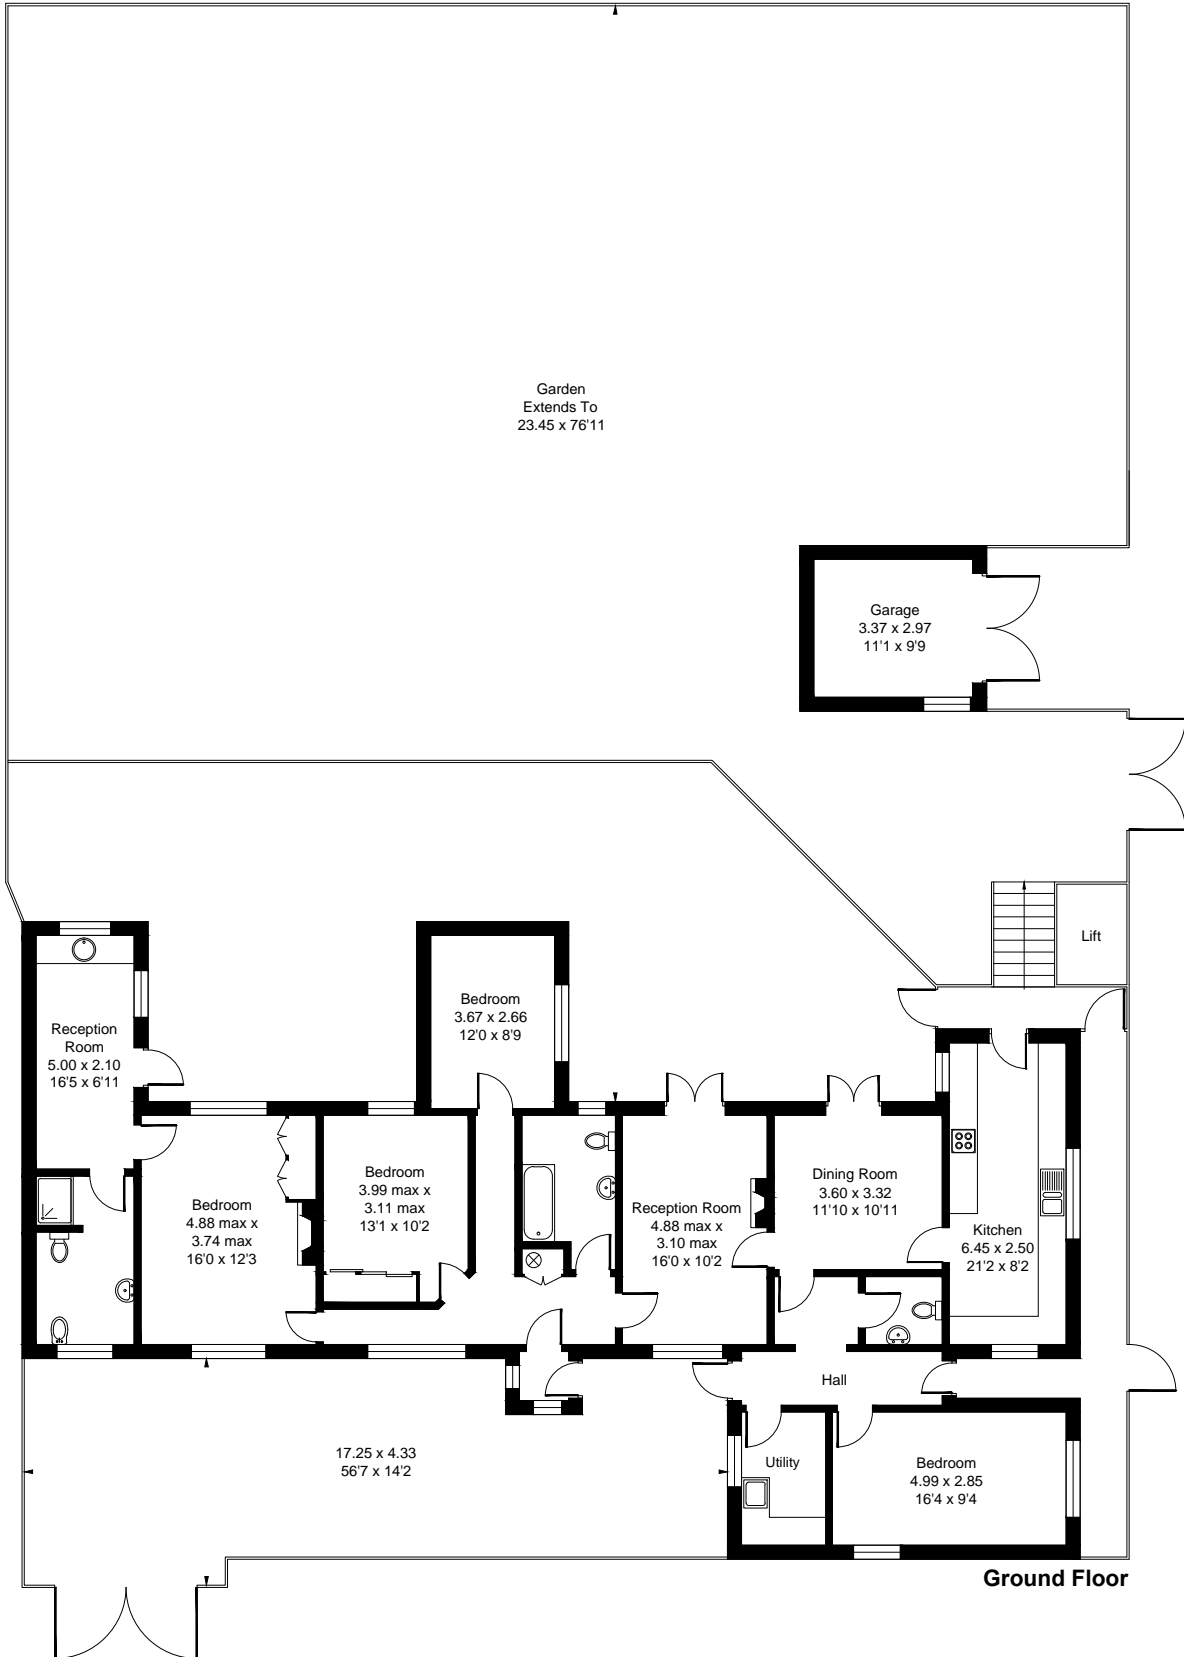 Garden
Extends To
23.45 x 76'11
Garage
3.37 x 2.97
11'1 x 9'9
Lift
Reception
Room
5.00 x 2.10
16'5 x 6'11
Bedroom
3.67 x 2.66
12'0 x 8'9
Bedroom
4.88 max x
3.74 max
16'0 x 12'3
Bedroom
3.99 max x
3.11 max
13'1 x 10'2
Reception Room
4.88 max x
3.10 max
16'0 x 10'2
Dining Room
3.60 x 3.32
11'10 x 10'11
Kitchen
6.45 x 2.50
21'2 x 8'2
Hall
17.25 x 4.33
56'7 x 14'2
Utility
Bedroom
4.99 x 2.85
16'4 x 9'4
Ground Floor